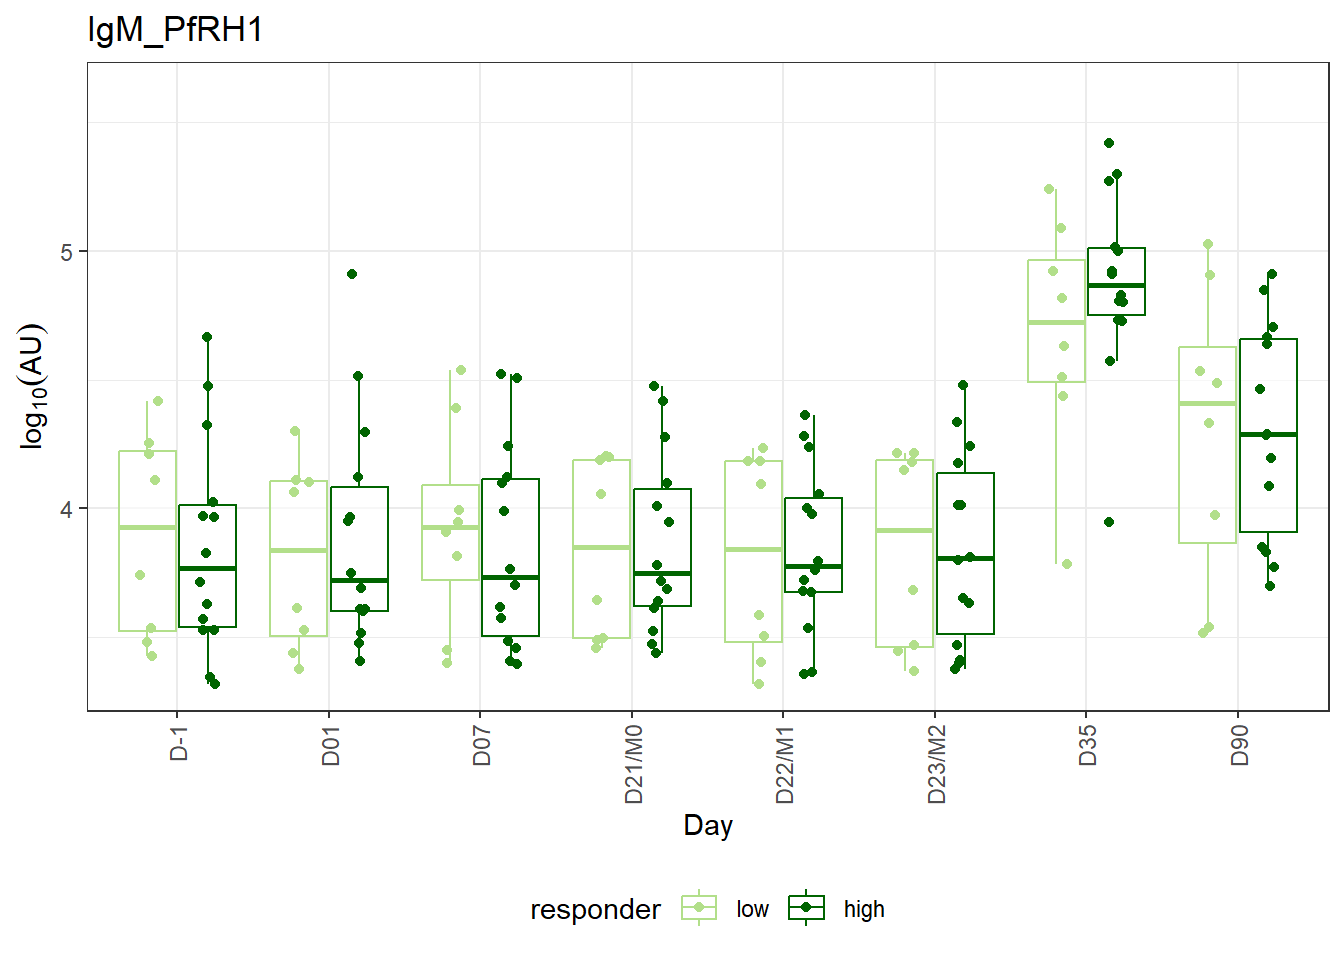 IgM_PfRH1
log10(AU)
5
4
D-1
D01
D07
D21/M0
D22/M1
D23/M2
D35
D90
Day
responder low high